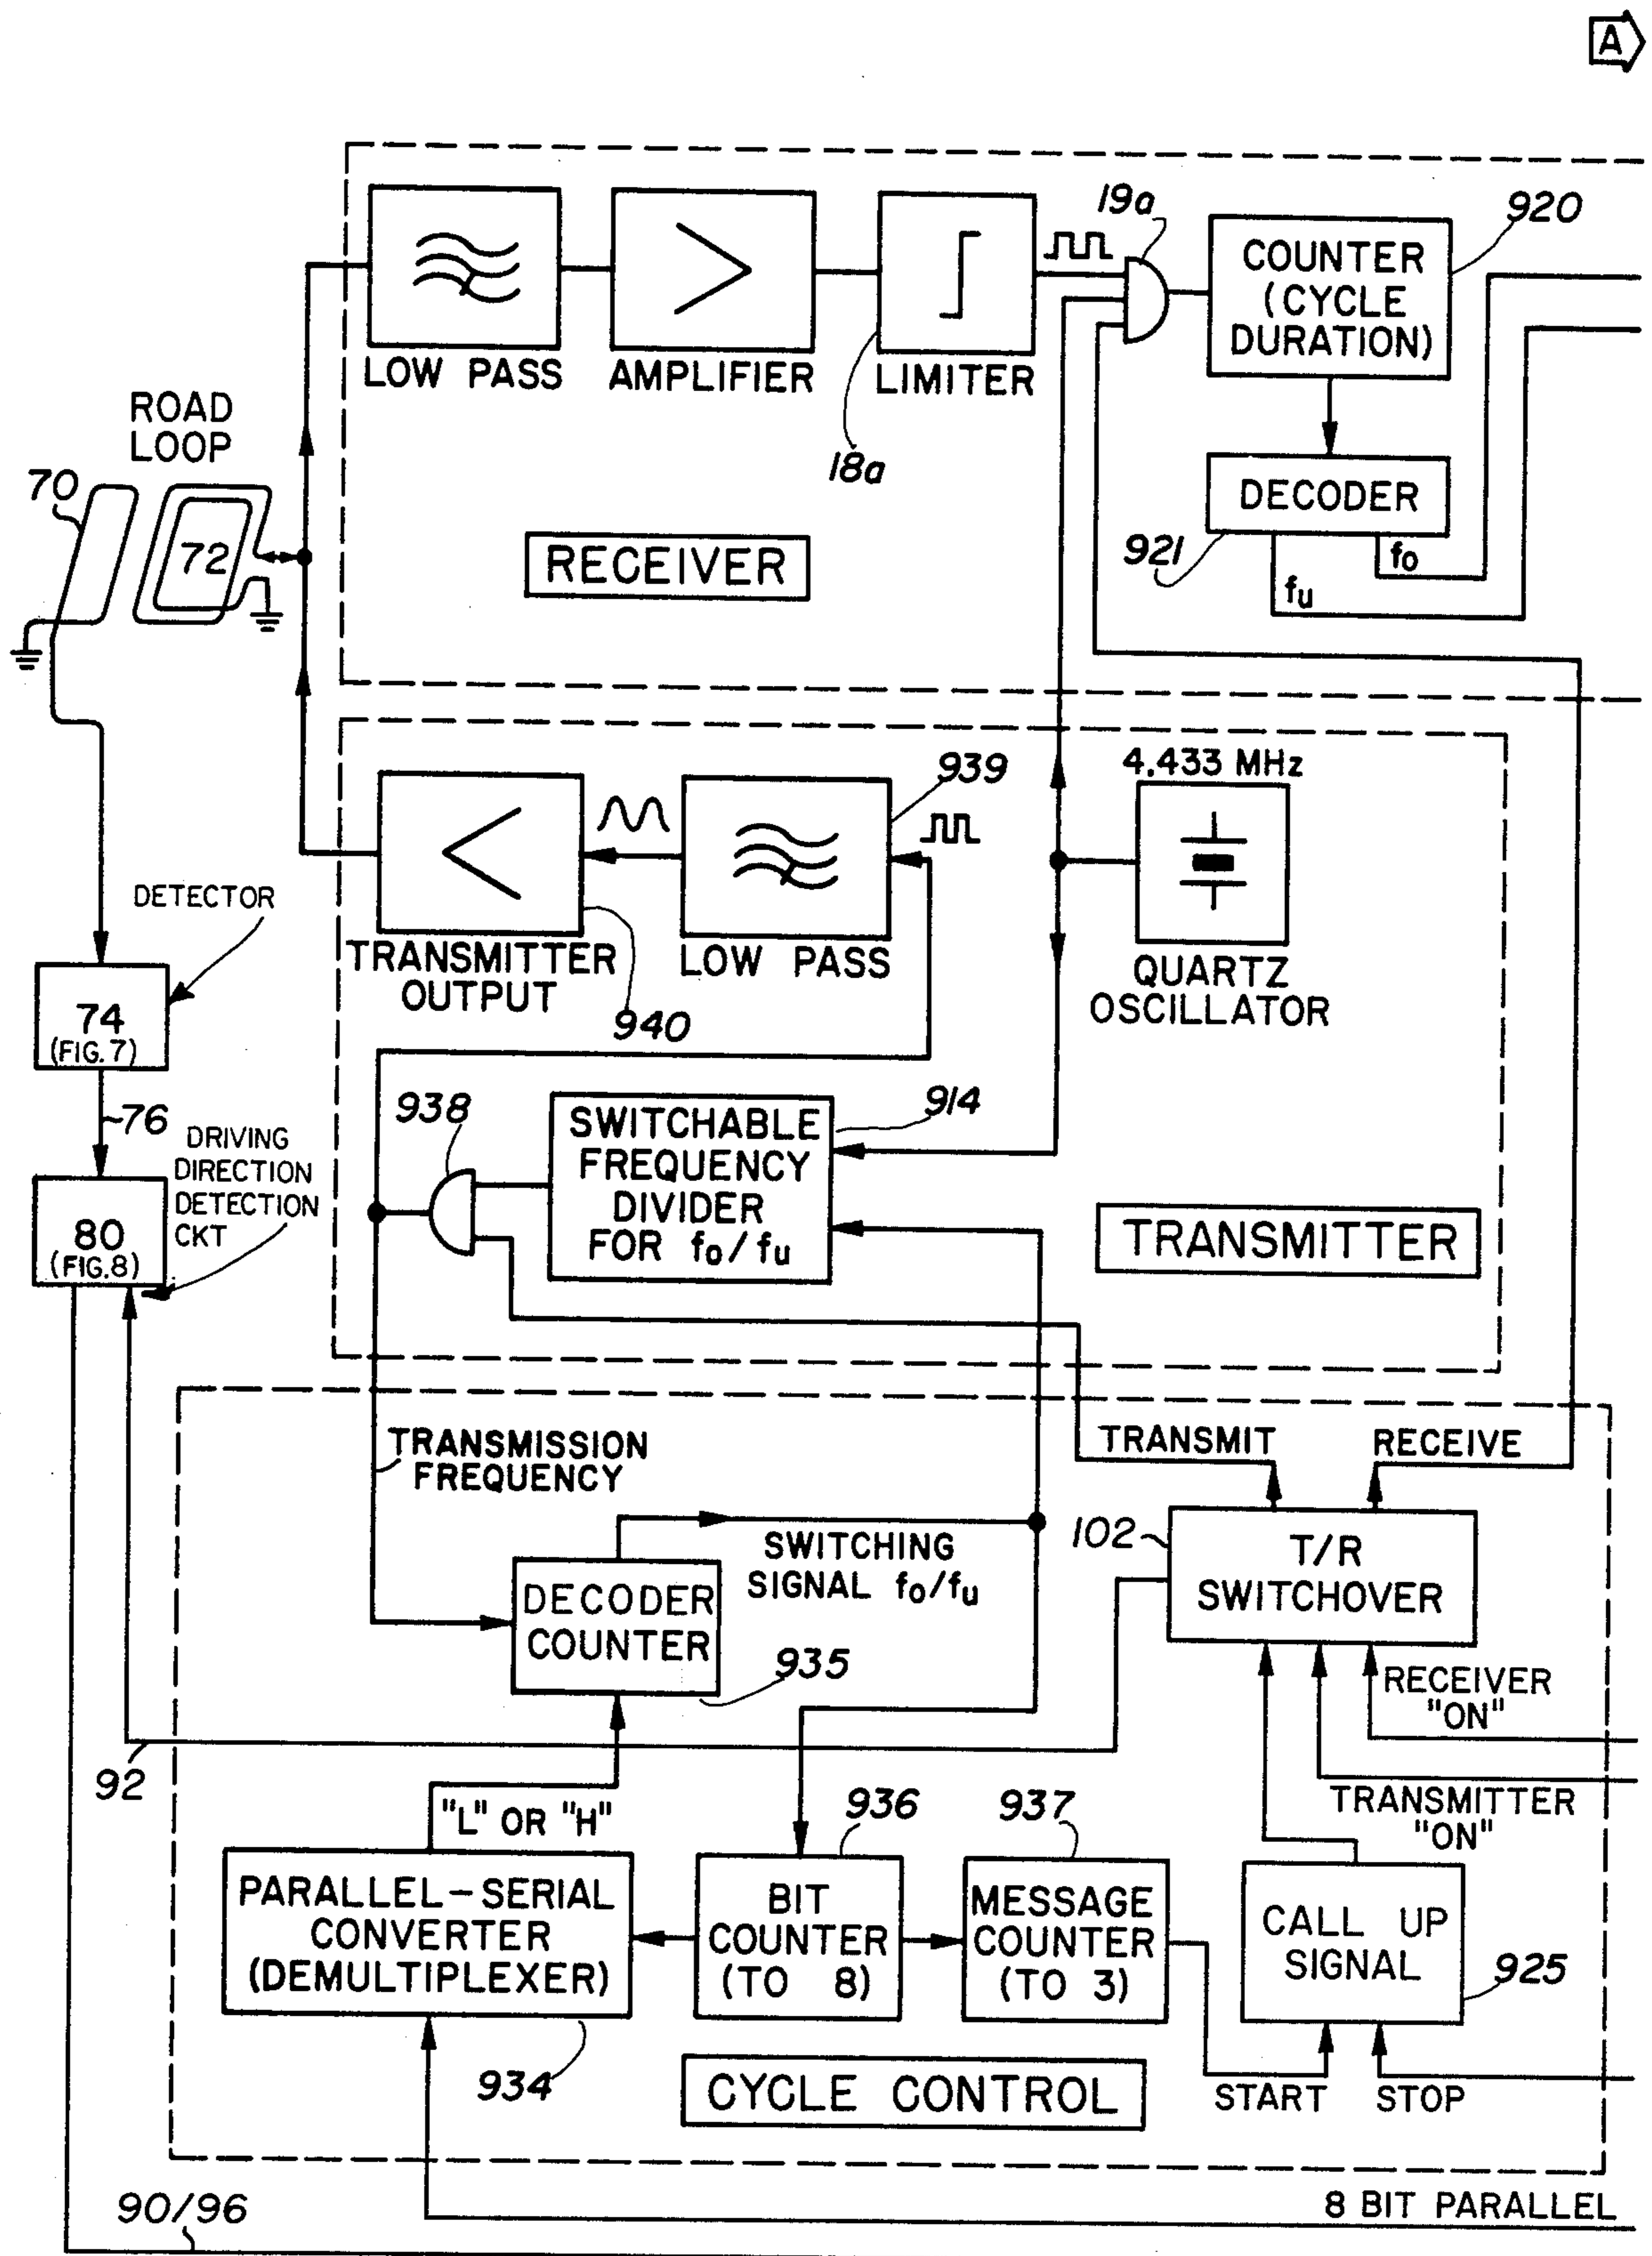 A
19a
920
COUNTER
(CYCLE
DURATION)
LOW PASS
AMPLIFIER
LIMITER
ROAD
LOOP
18a
70
72
DECODER
921
fo
fu
RECEIVER
4.433 MHz
939
DETECTOR
TRANSMITTER
OUTPUT
LOW PASS
QUARTZ
OSCILLATOR
940
74
(FIG.7)
76
938
914
SWITCHABLE
FREQUENCY
DIVIDER
FOR fo/fu
DRIVING
DIRECTION
DETECTION
CKT
80
(FIG.8)
TRANSMITTER
TRANSMISSION
FREQUENCY
TRANSMIT
RECEIVE
102
T/R
SWITCHOVER
SWITCHING
SIGNAL fo/fu
DECODER
COUNTER
935
RECEIVER
"ON"
92
TRANSMITTER
"ON"
"L" OR "H"
936
937
PARALLEL-SERIAL
CONVERTER
(DEMULTIPLEXER)
BIT
COUNTER
(TO 8)
MESSAGE
COUNTER
(TO 3)
CALL UP
SIGNAL
925
934
CYCLE CONTROL
START
STOP
8 BIT PARALLEL
90/96